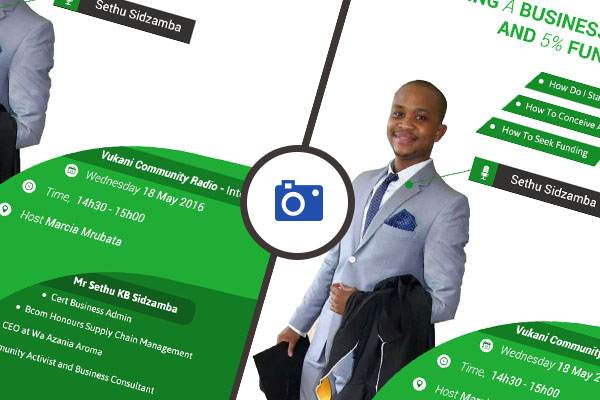 Sethu Sidzamba
Vukani Community Radio - Int
Wednesday 18 May 2016
Time, 14h30 - 15h00
Host Marcia Mrubata
Mr Sethu KB Sidzamba
Cert Business Admin
Bcom Honours Supply Chain Management
CEO at Wa Azania Aroma
munity Activist and Business Consultant
NG A BUSINESS
AND 5% FUN
How Do I Sta
How To Conceive A
How To Seek Funding
Sethu Sidzamba
Vukani Community
Wednesday 18 May 2
Time, 14h30 - 15h00
Host Marcia Mrubata